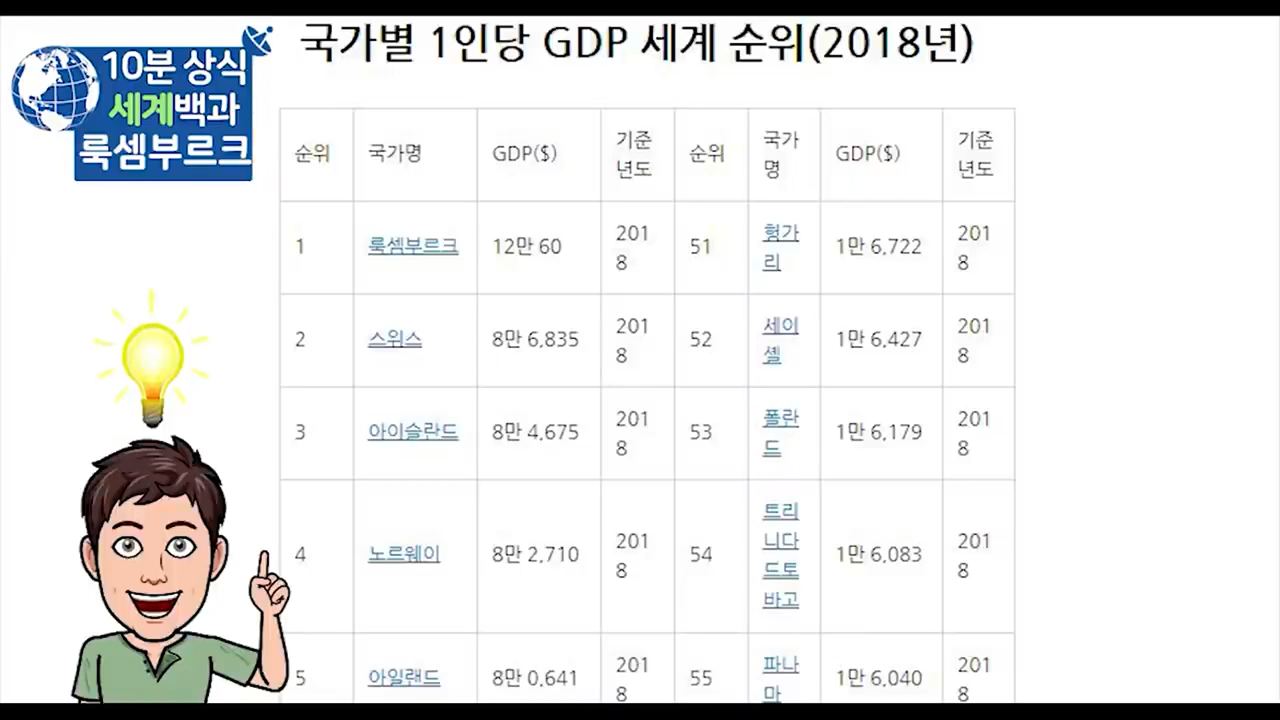 국가별 1인당 GDP 세계 순위(2018년)
10분 상식
세계백과
룩셈부르크
순위 국가명 GDP($) 기준 년도 순위 국가 명 GDP($) 기준 년도
1 룩셈부르크 12만 60 201 8 51 헝가 리 1만 6,722 201 8
2 스위스 8만 6,835 201 8 52 세이 셸 1만 6,427 201 8
3 아이슬란드 8만 4,675 201 8 53 폴란 드 1만 6,179 201 8
4 노르웨이 8만 2,710 201 8 54 트리 니다 드토 바고 1만 6,083 201 8
5 아일랜드 8만 0,641 201 8 55 파나 마 1만 6,040 201 8